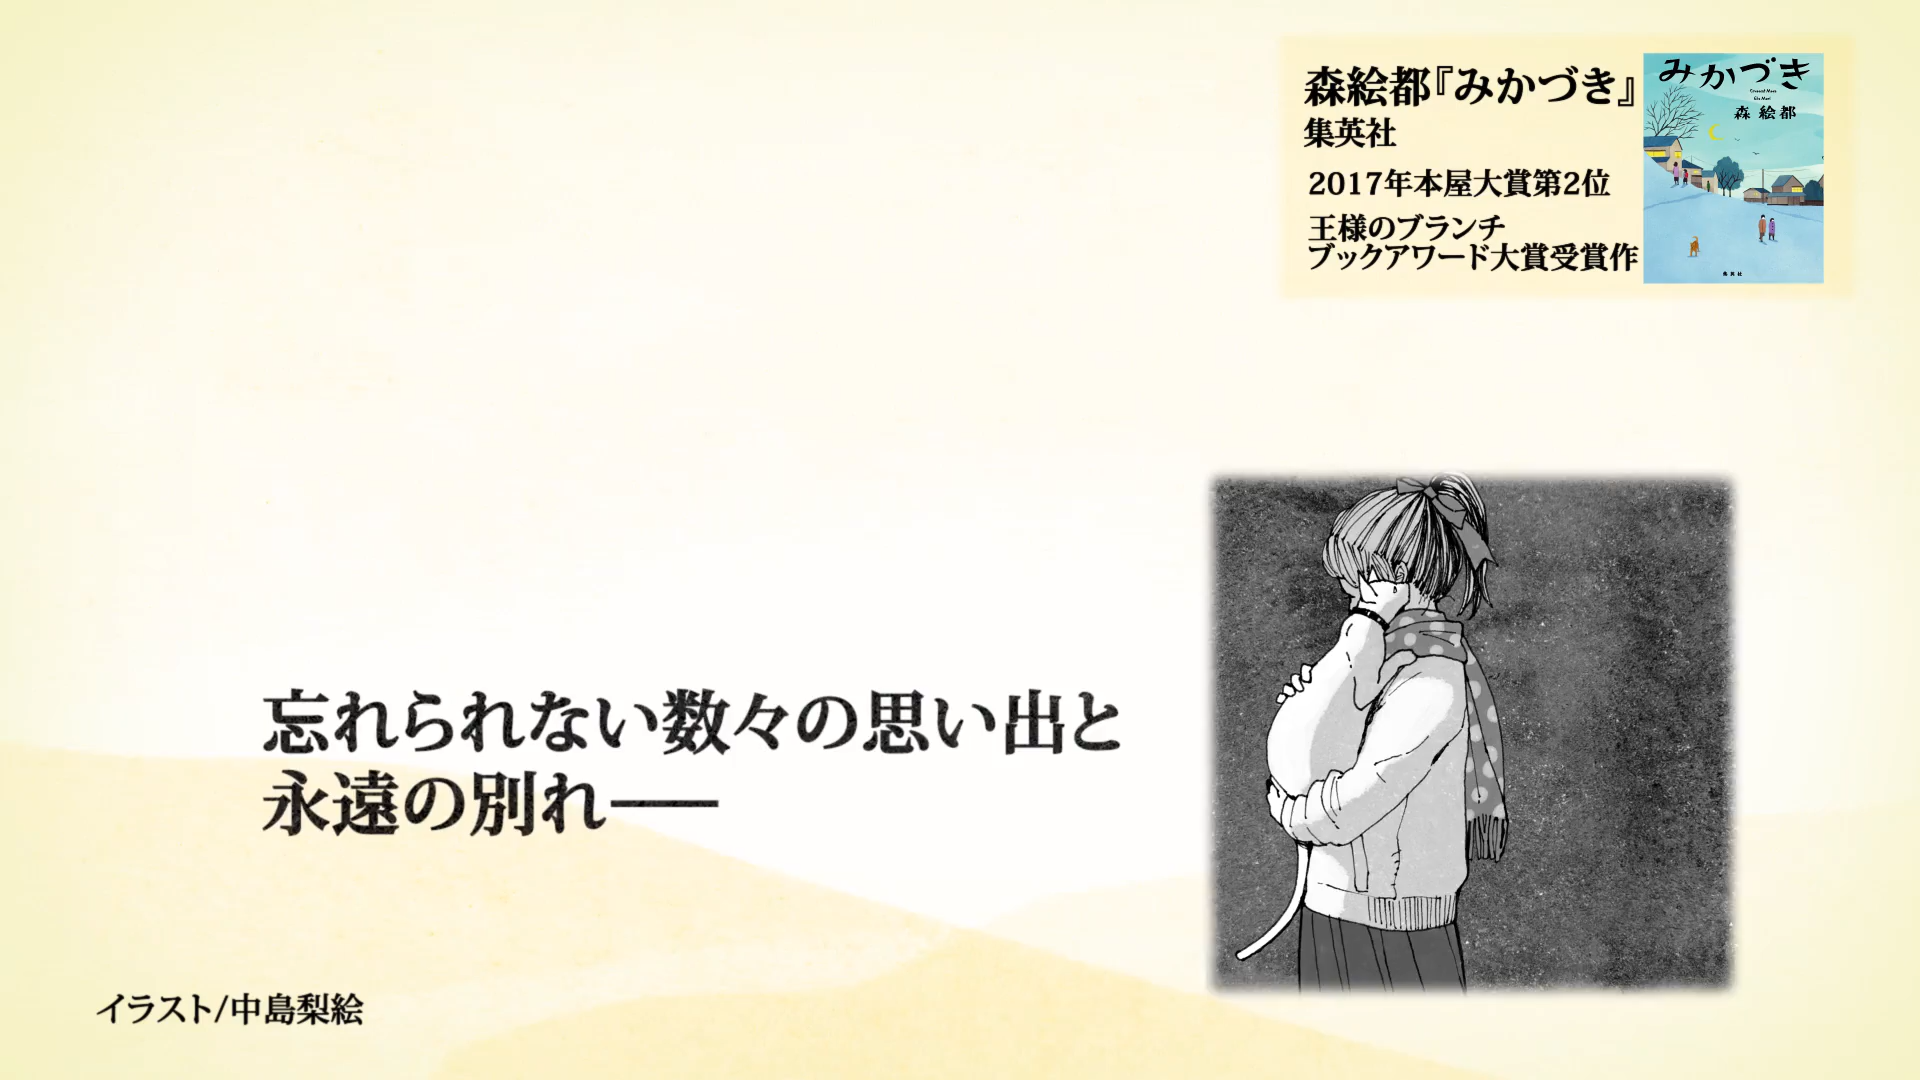 森絵都『みかづき』
集英社
2017年本屋大賞第2位
王様のブランチ
ブックアワード大賞受賞作
みかづき
森 絵都
集英社
忘れられない数々の思い出と
永遠の別れ――
イラスト/中島梨絵